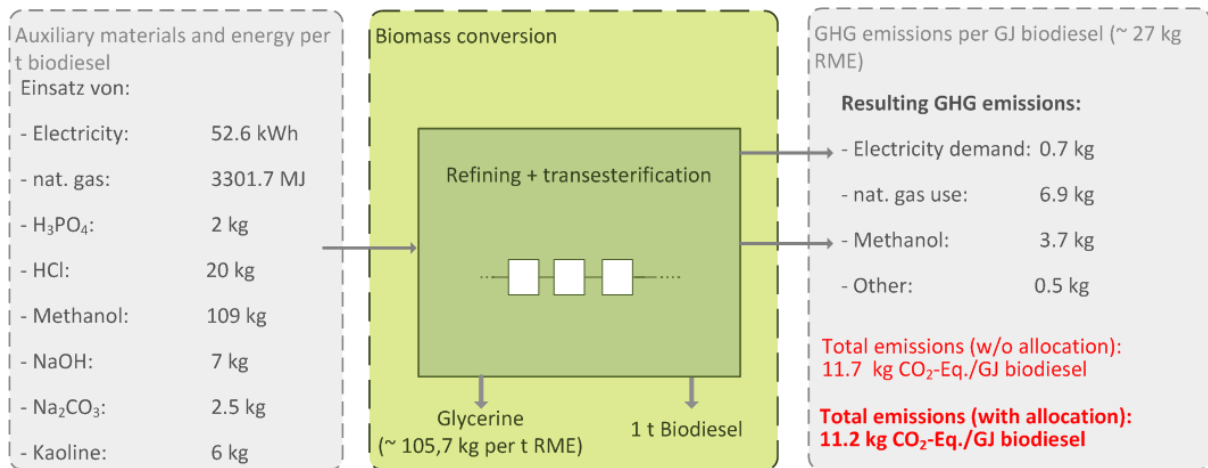 Auxiliary materials and energy per
t biodiesel
Einsatz von:
- Electricity: 52.6 kWh
- nat. gas: 3301.7 MJ
- H₃PO₄: 2 kg
- HCl: 20 kg
- Methanol: 109 kg
- NaOH: 7 kg
- Na₂CO₃: 2.5 kg
- Kaoline: 6 kg
Biomass conversion
Refining + transesterification
Glycerine
(~ 105,7 kg per t RME)
1 t Biodiesel
GHG emissions per GJ biodiesel (~ 27 kg
RME)
Resulting GHG emissions:
- Electricity demand: 0.7 kg
- nat. gas use: 6.9 kg
- Methanol: 3.7 kg
- Other: 0.5 kg
Total emissions (w/o allocation):
11.7 kg CO₂-Eq./GJ biodiesel
Total emissions (with allocation):
11.2 kg CO₂-Eq./GJ biodiesel